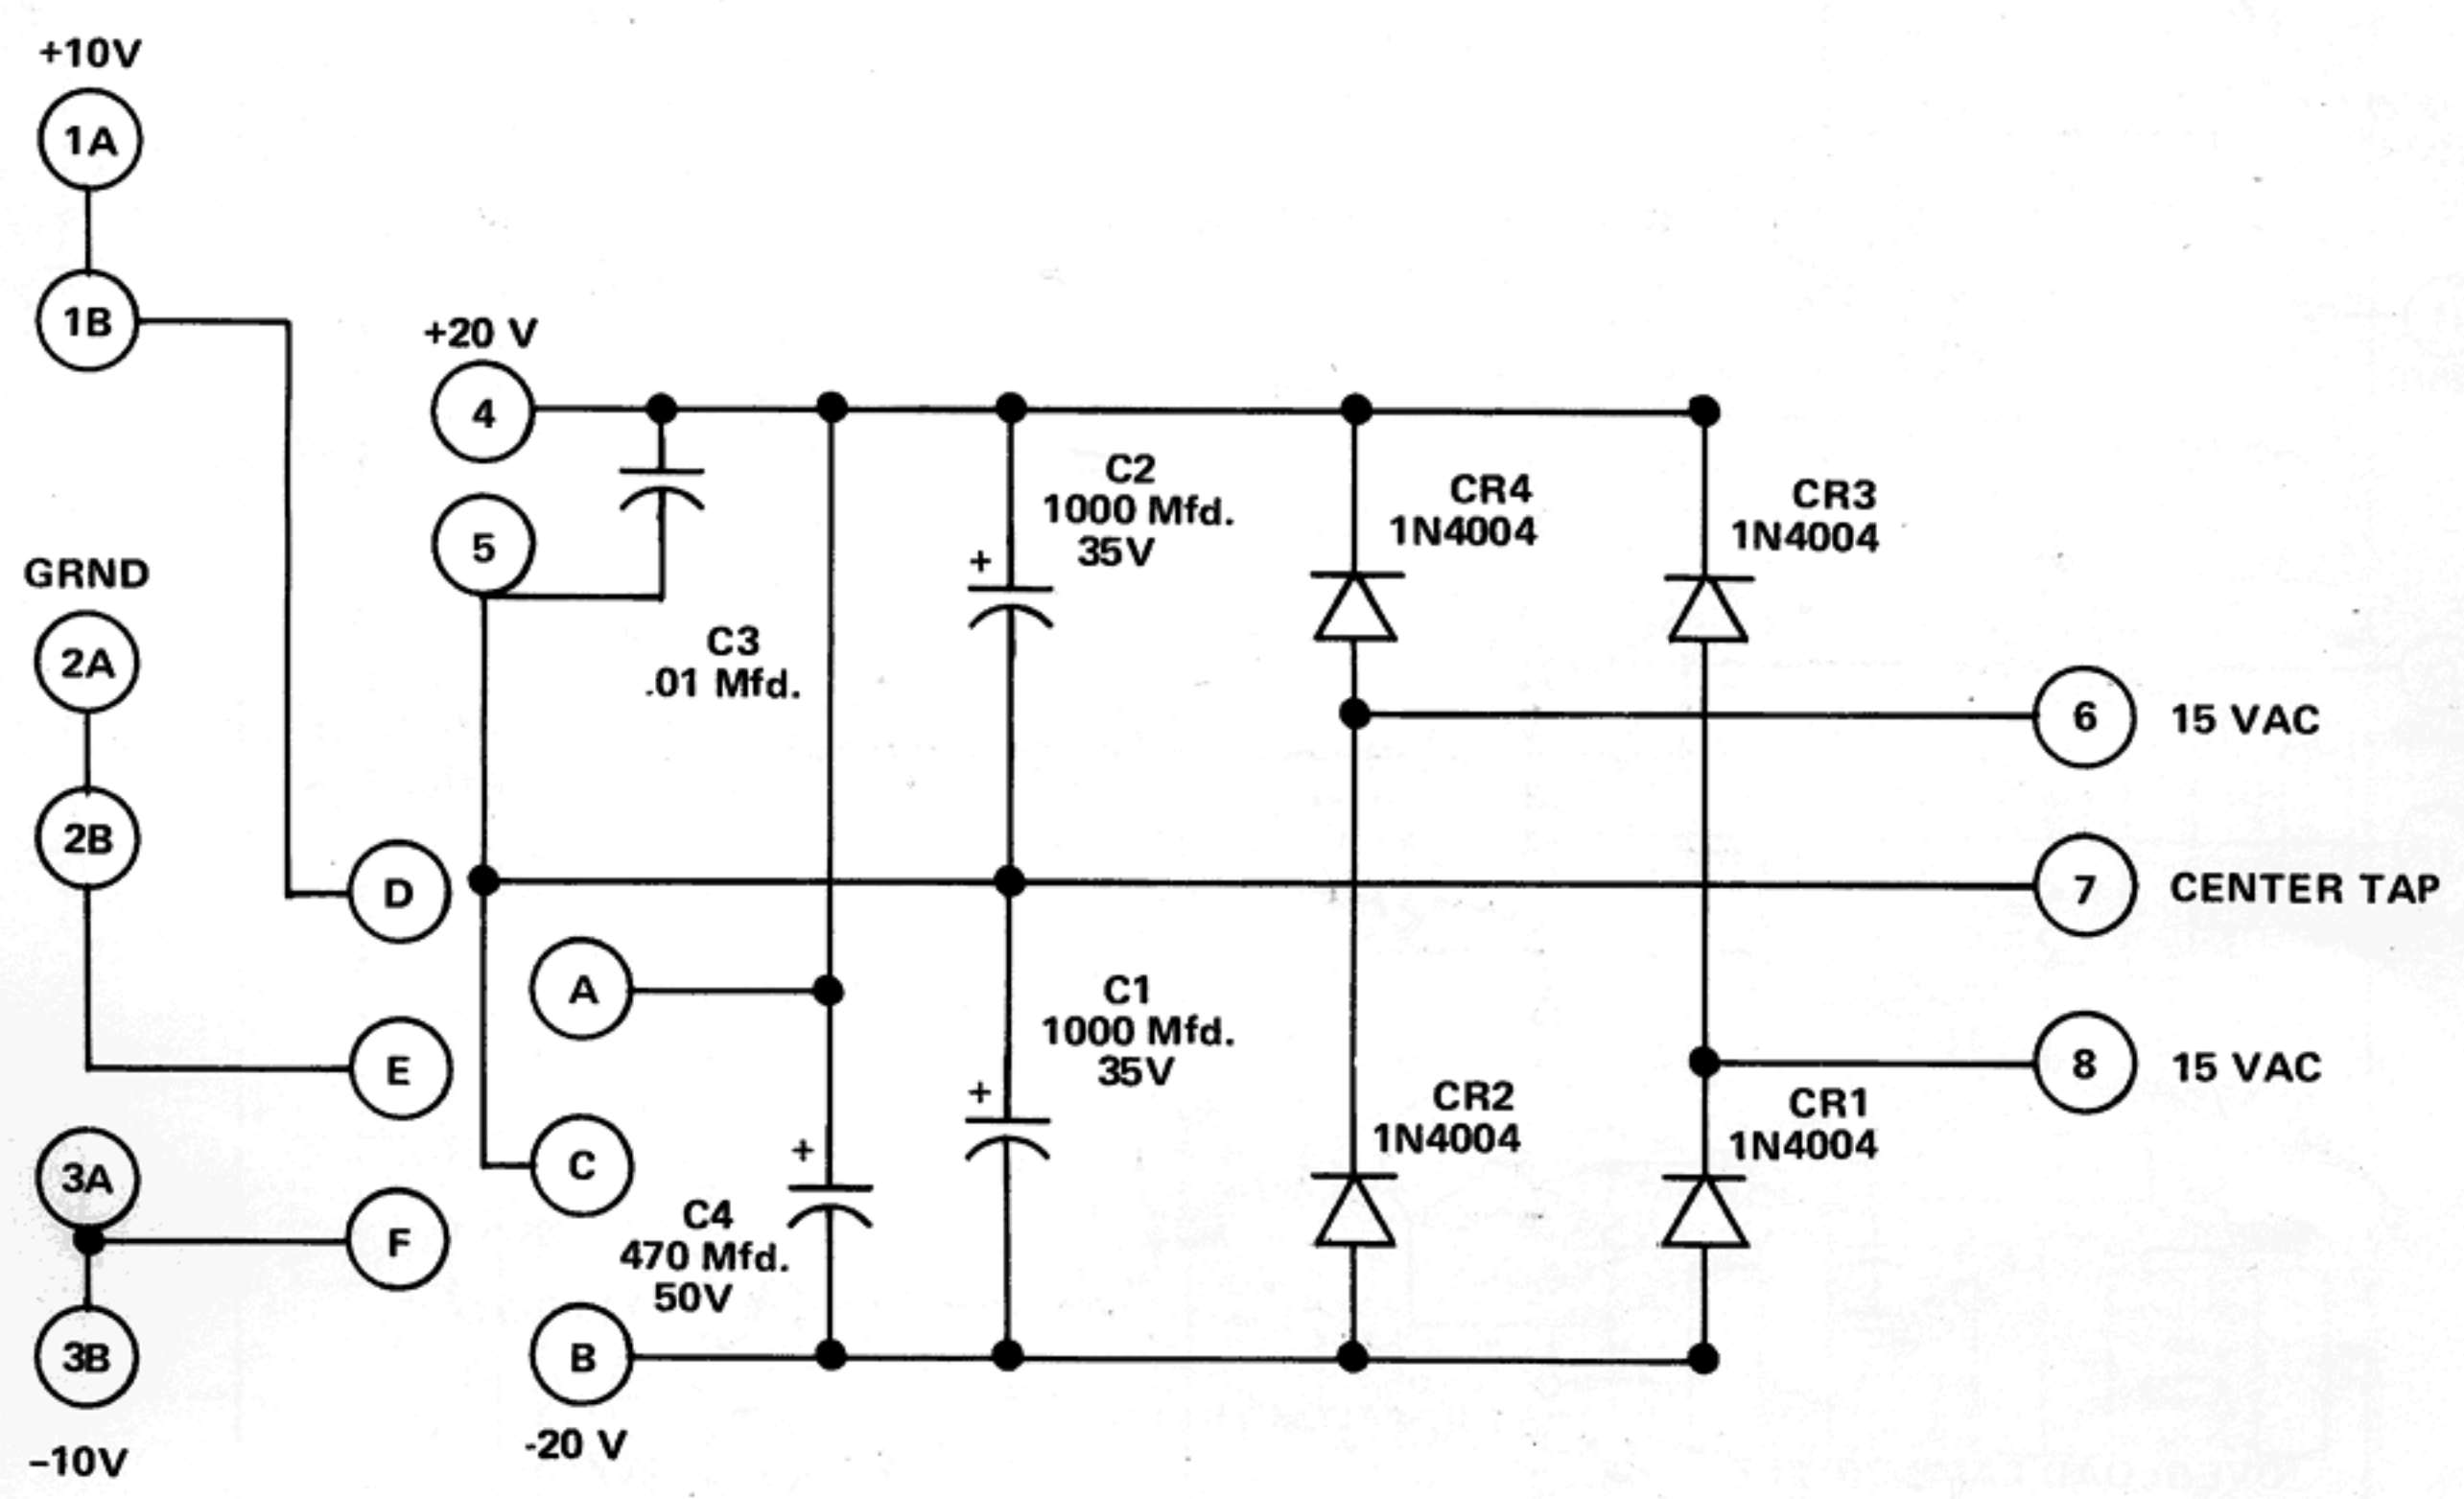 +10V
1A
1B
+20 V
4
5
GRND
2A
2B
C3
.01 Mfd.
C2
1000 Mfd.
35V
CR4
1N4004
CR3
1N4004
6
15 VAC
D
7
CENTER TAP
A
C1
1000 Mfd.
35V
E
8
15 VAC
CR2
1N4004
CR1
1N4004
C
3A
F
C4
470 Mfd.
50V
3B
B
-20 V
–10V
+
+
+